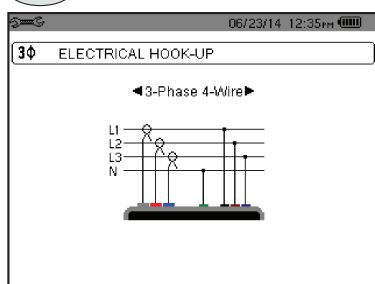 06/23/14 12:35PM
3Φ ELECTRICAL HOOK-UP
◀3-Phase 4-Wire▶
L1
L2
L3
N